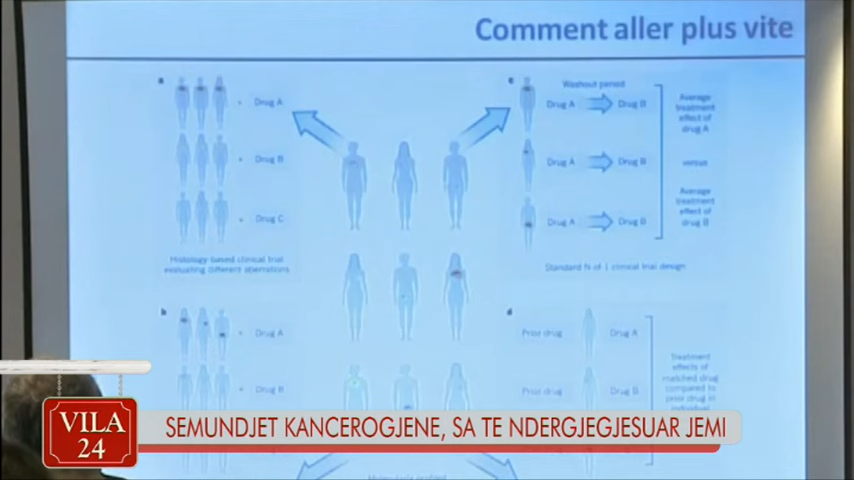 Comment aller plus vite
a
+ Drug A
+ Drug B
+ Drug C
Histology-based clinical trial
evaluating different aberrations
c
Washout period
Drug A Drug B
Drug A Drug B
Drug A Drug B
Average
treatment
effect of
drug A
versus
Average
treatment
effect of
drug B
Standard N of 1 clinical trial design
b
+ Drug A
+ Drug B
d
Prior drug Drug A
Prior drug Drug B
Treatment
effects of
matched drug
compared to
prior drug in
individual
VILA
24
SEMUNDJET KANCEROGJENE, SA TE NDERGJEGJESUAR JEMI